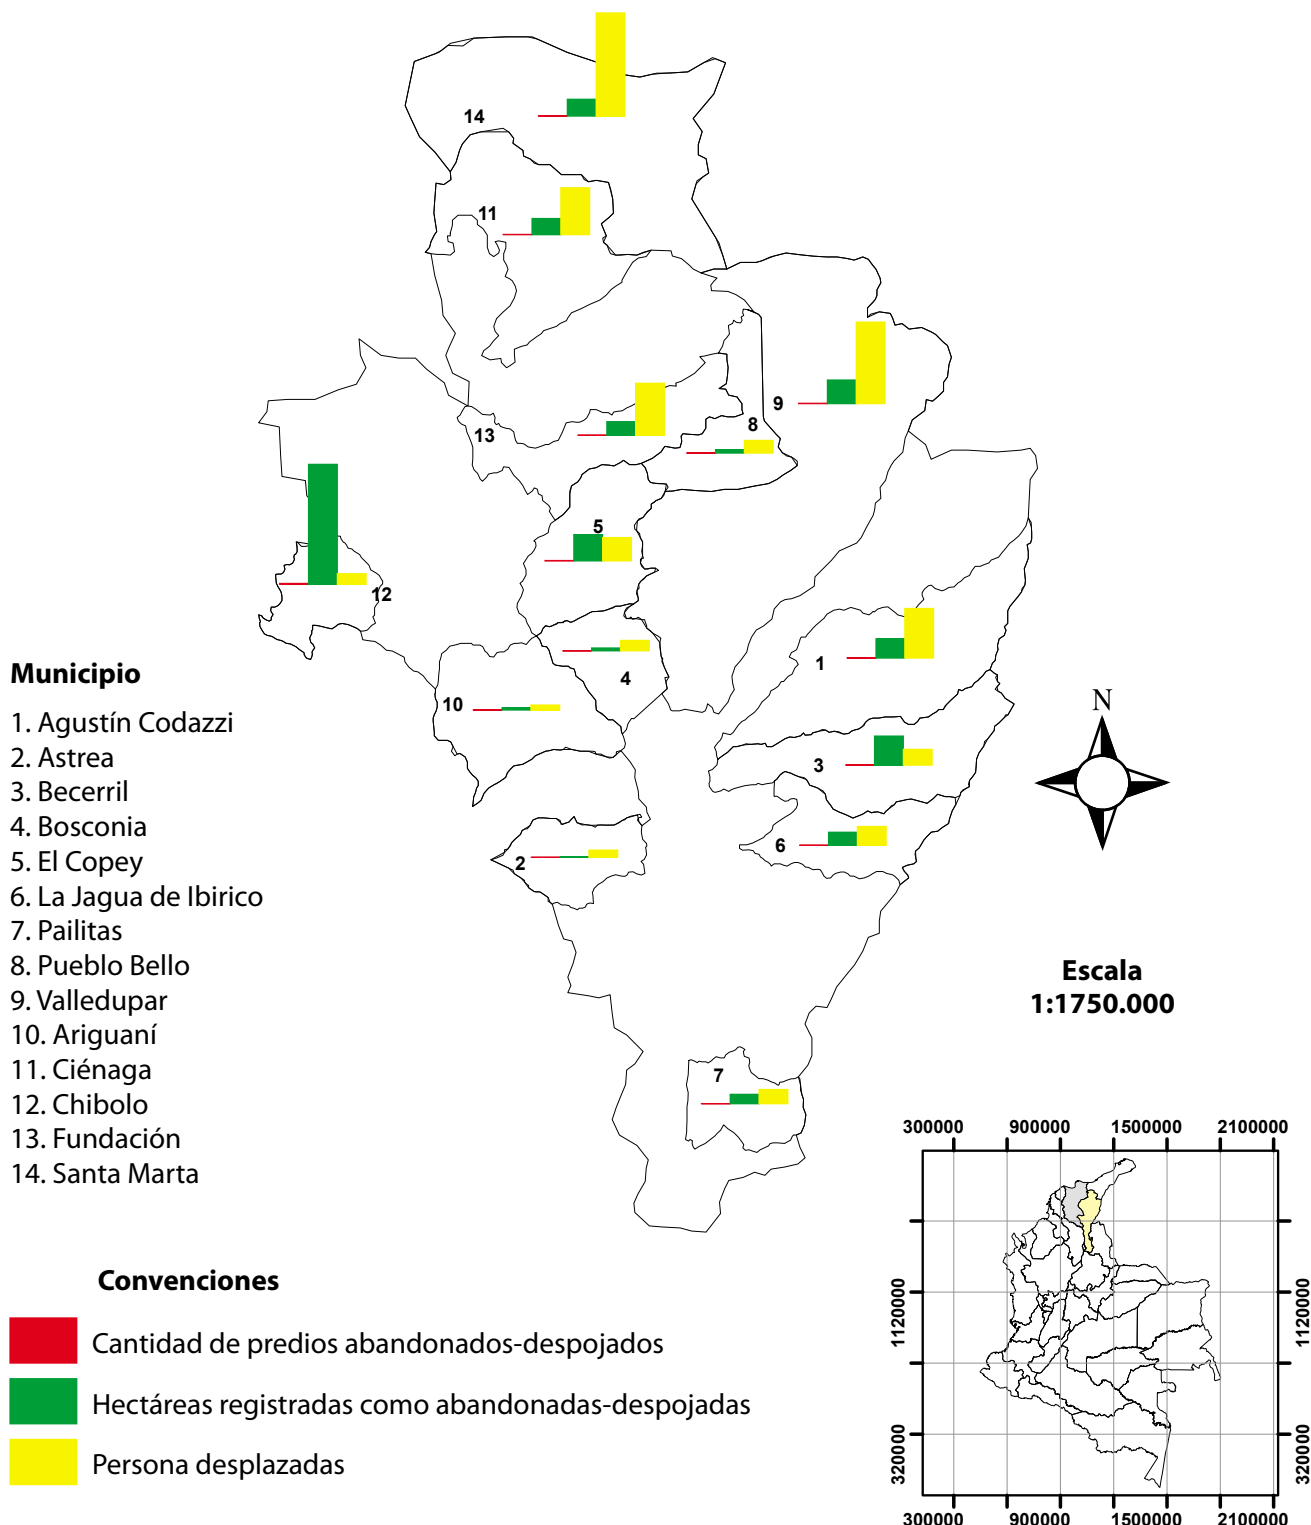 14
11
9
8
13
5
12
1
4
10
3
6
2
7
Municipio
1. Agustín Codazzi
2. Astrea
3. Becerril
4. Bosconia
5. El Copey
6. La Jagua de Ibirico
7. Pailitas
8. Pueblo Bello
9. Valledupar
10. Ariguaní
11. Ciénaga
12. Chibolo
13. Fundación
14. Santa Marta
N
Escala
1:1750.000
Convenciones
Cantidad de predios abandonados-despojados
Hectáreas registradas como abandonadas-despojadas
Persona desplazadas
300000 900000 1500000 2100000
1120000 1120000
320000 320000
300000 900000 1500000 2100000